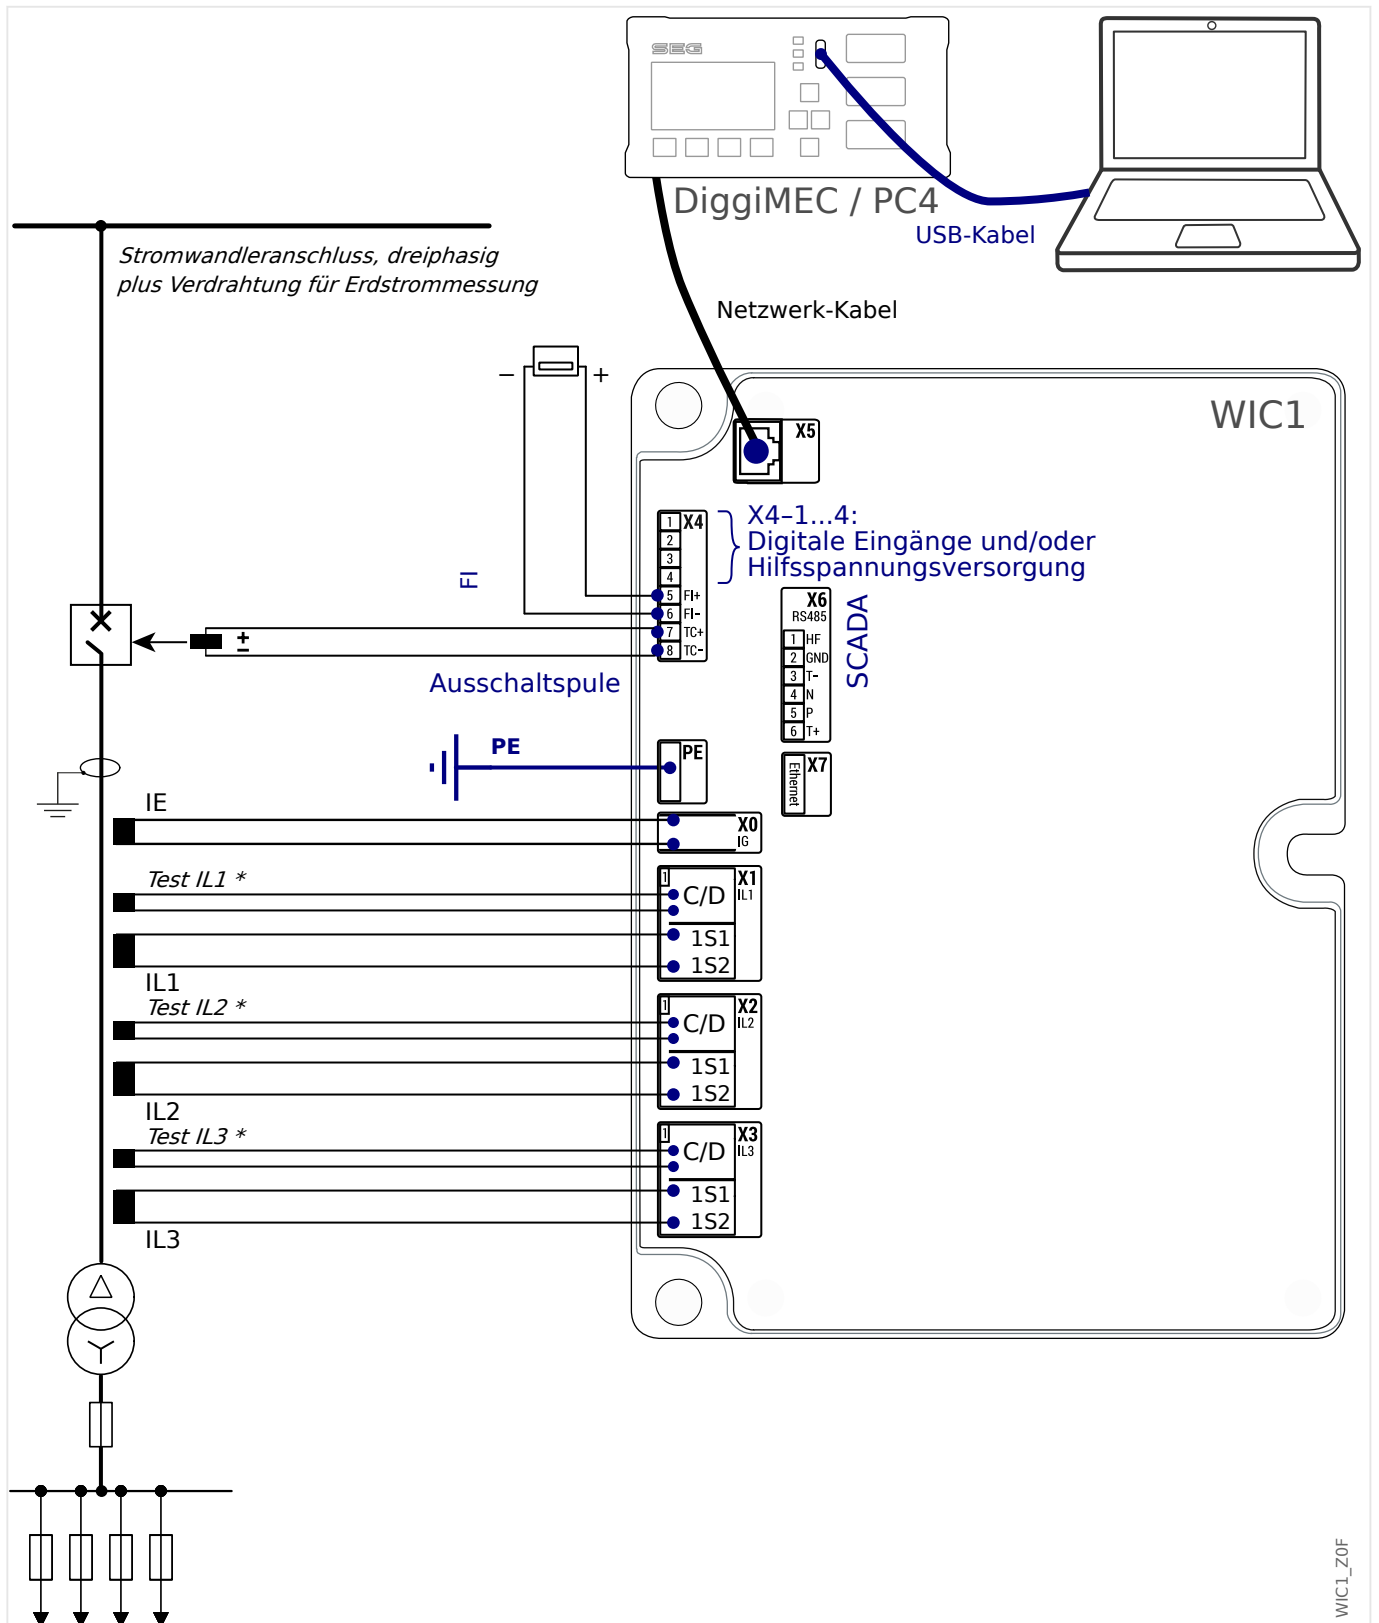 SEG
DiggiMEC / PC4
USB-Kabel
Stromwandleranschluss, dreiphasig
plus Verdrahtung für Erdstrommessung
Netzwerk-Kabel
− +
WIC1
X5
X4
1
2
3
4
5 FI+
6 FI-
7 TC+
8 TC-
X4–1...4:
Digitale Eingänge und/oder
Hilfsspannungsversorgung
FI
±
Ausschaltspule
X6
RS485
1 HF
2 GND
3 T-
4 N
5 P
6 T+
SCADA
PE
PE
X7
Ethernet
IE
X0
IG
Test IL1 *
1
C/D
X1
IL1
1S1
1S2
IL1
Test IL2 *
1
C/D
X2
IL2
1S1
1S2
IL2
Test IL3 *
1
C/D
X3
IL3
1S1
1S2
IL3
WIC1_Z0F